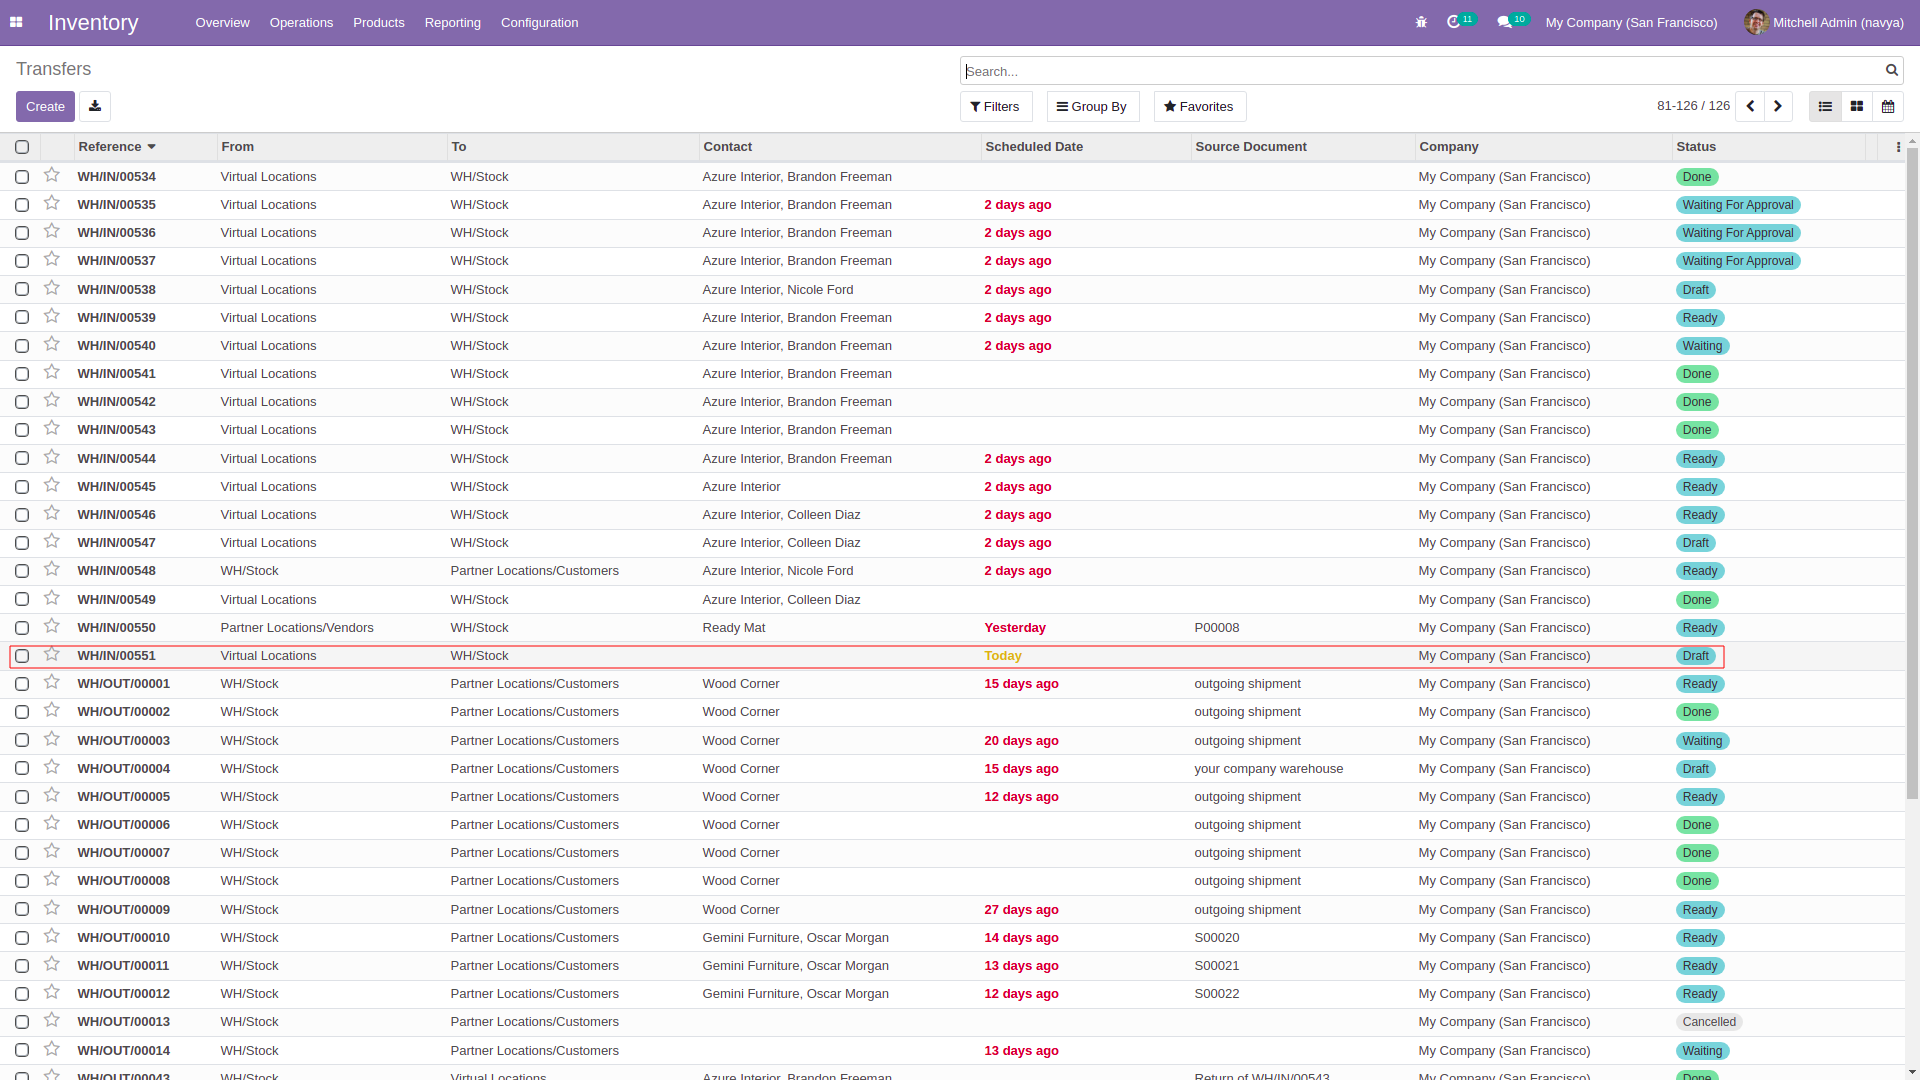 Inventory Overview Operations Products Reporting Configuration 11 10 My Company (San Francisco) Mitchell Admin (navya)
Transfers Search...
Create Filters Group By Favorites 81-126 / 126
Reference From To Contact Scheduled Date Source Document Company Status
WH/IN/00534 Virtual Locations WH/Stock Azure Interior, Brandon Freeman My Company (San Francisco) Done
WH/IN/00535 Virtual Locations WH/Stock Azure Interior, Brandon Freeman 2 days ago My Company (San Francisco) Waiting For Approval
WH/IN/00536 Virtual Locations WH/Stock Azure Interior, Brandon Freeman 2 days ago My Company (San Francisco) Waiting For Approval
WH/IN/00537 Virtual Locations WH/Stock Azure Interior, Brandon Freeman 2 days ago My Company (San Francisco) Waiting For Approval
WH/IN/00538 Virtual Locations WH/Stock Azure Interior, Nicole Ford 2 days ago My Company (San Francisco) Draft
WH/IN/00539 Virtual Locations WH/Stock Azure Interior, Brandon Freeman 2 days ago My Company (San Francisco) Ready
WH/IN/00540 Virtual Locations WH/Stock Azure Interior, Brandon Freeman 2 days ago My Company (San Francisco) Waiting
WH/IN/00541 Virtual Locations WH/Stock Azure Interior, Brandon Freeman My Company (San Francisco) Done
WH/IN/00542 Virtual Locations WH/Stock Azure Interior, Brandon Freeman My Company (San Francisco) Done
WH/IN/00543 Virtual Locations WH/Stock Azure Interior, Brandon Freeman My Company (San Francisco) Done
WH/IN/00544 Virtual Locations WH/Stock Azure Interior, Brandon Freeman 2 days ago My Company (San Francisco) Ready
WH/IN/00545 Virtual Locations WH/Stock Azure Interior 2 days ago My Company (San Francisco) Ready
WH/IN/00546 Virtual Locations WH/Stock Azure Interior, Colleen Diaz 2 days ago My Company (San Francisco) Ready
WH/IN/00547 Virtual Locations WH/Stock Azure Interior, Colleen Diaz 2 days ago My Company (San Francisco) Draft
WH/IN/00548 WH/Stock Partner Locations/Customers Azure Interior, Nicole Ford 2 days ago My Company (San Francisco) Ready
WH/IN/00549 Virtual Locations WH/Stock Azure Interior, Colleen Diaz My Company (San Francisco) Done
WH/IN/00550 Partner Locations/Vendors WH/Stock Ready Mat Yesterday P00008 My Company (San Francisco) Ready
WH/IN/00551 Virtual Locations WH/Stock Today My Company (San Francisco) Draft
WH/OUT/00001 WH/Stock Partner Locations/Customers Wood Corner 15 days ago outgoing shipment My Company (San Francisco) Ready
WH/OUT/00002 WH/Stock Partner Locations/Customers Wood Corner outgoing shipment My Company (San Francisco) Done
WH/OUT/00003 WH/Stock Partner Locations/Customers Wood Corner 20 days ago outgoing shipment My Company (San Francisco) Waiting
WH/OUT/00004 WH/Stock Partner Locations/Customers Wood Corner 15 days ago your company warehouse My Company (San Francisco) Draft
WH/OUT/00005 WH/Stock Partner Locations/Customers Wood Corner 12 days ago outgoing shipment My Company (San Francisco) Ready
WH/OUT/00006 WH/Stock Partner Locations/Customers Wood Corner outgoing shipment My Company (San Francisco) Done
WH/OUT/00007 WH/Stock Partner Locations/Customers Wood Corner outgoing shipment My Company (San Francisco) Done
WH/OUT/00008 WH/Stock Partner Locations/Customers Wood Corner outgoing shipment My Company (San Francisco) Done
WH/OUT/00009 WH/Stock Partner Locations/Customers Wood Corner 27 days ago outgoing shipment My Company (San Francisco) Ready
WH/OUT/00010 WH/Stock Partner Locations/Customers Gemini Furniture, Oscar Morgan 14 days ago S00020 My Company (San Francisco) Ready
WH/OUT/00011 WH/Stock Partner Locations/Customers Gemini Furniture, Oscar Morgan 13 days ago S00021 My Company (San Francisco) Ready
WH/OUT/00012 WH/Stock Partner Locations/Customers Gemini Furniture, Oscar Morgan 12 days ago S00022 My Company (San Francisco) Ready
WH/OUT/00013 WH/Stock Partner Locations/Customers My Company (San Francisco) Cancelled
WH/OUT/00014 WH/Stock Partner Locations/Customers 13 days ago My Company (San Francisco) Waiting
WH/OUT/00043 WH/Stock Virtual Locations Azure Interior, Brandon Freeman Return of WH/IN/00543 My Company (San Francisco) Done